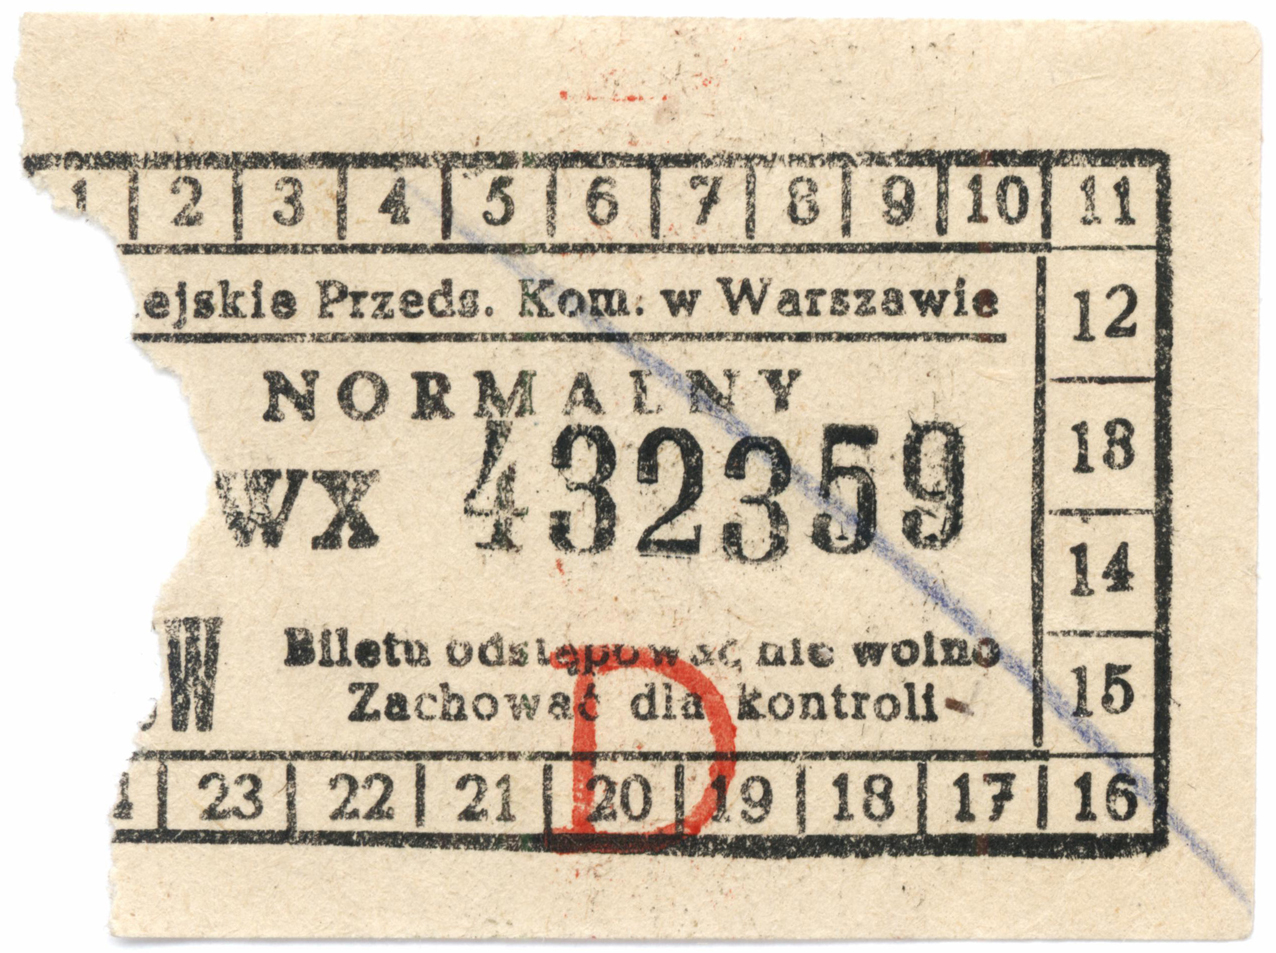 1 2 3 4 5 6 7 8 9 10 11
ejskie Przeds. Kom. w Warszawie
12
NORMALNY
WX 432359
13
14
Biletu odstępować nie wolno
W
Zachować dla kontroli
15
D
23 22 21 20 19 18 17 16